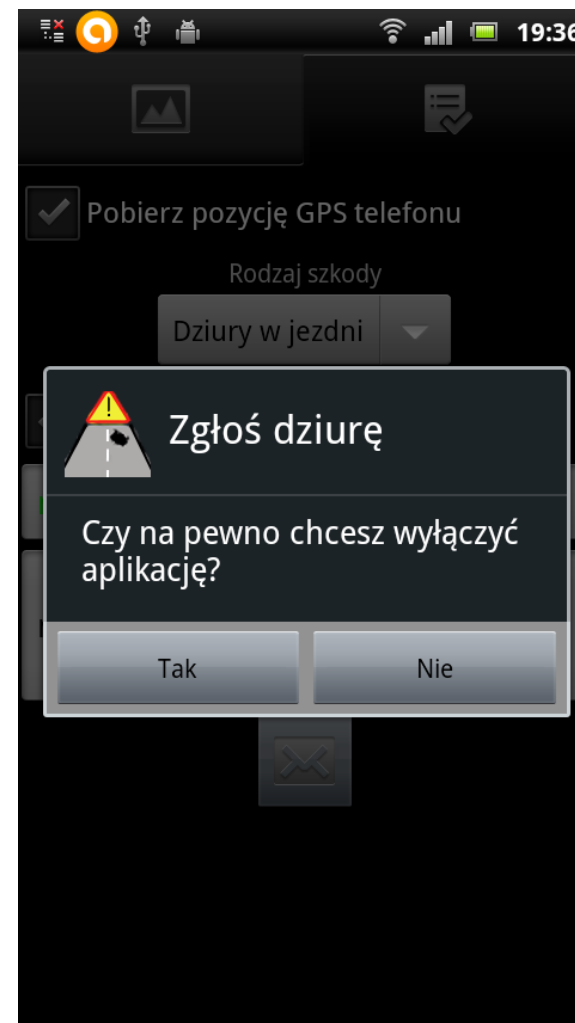 19:36
Pobierz pozycję GPS telefonu
Rodzaj szkody
Dziury w jezdni
Zgłoś dziurę
Czy na pewno chcesz wyłączyć
aplikację?
Tak
Nie